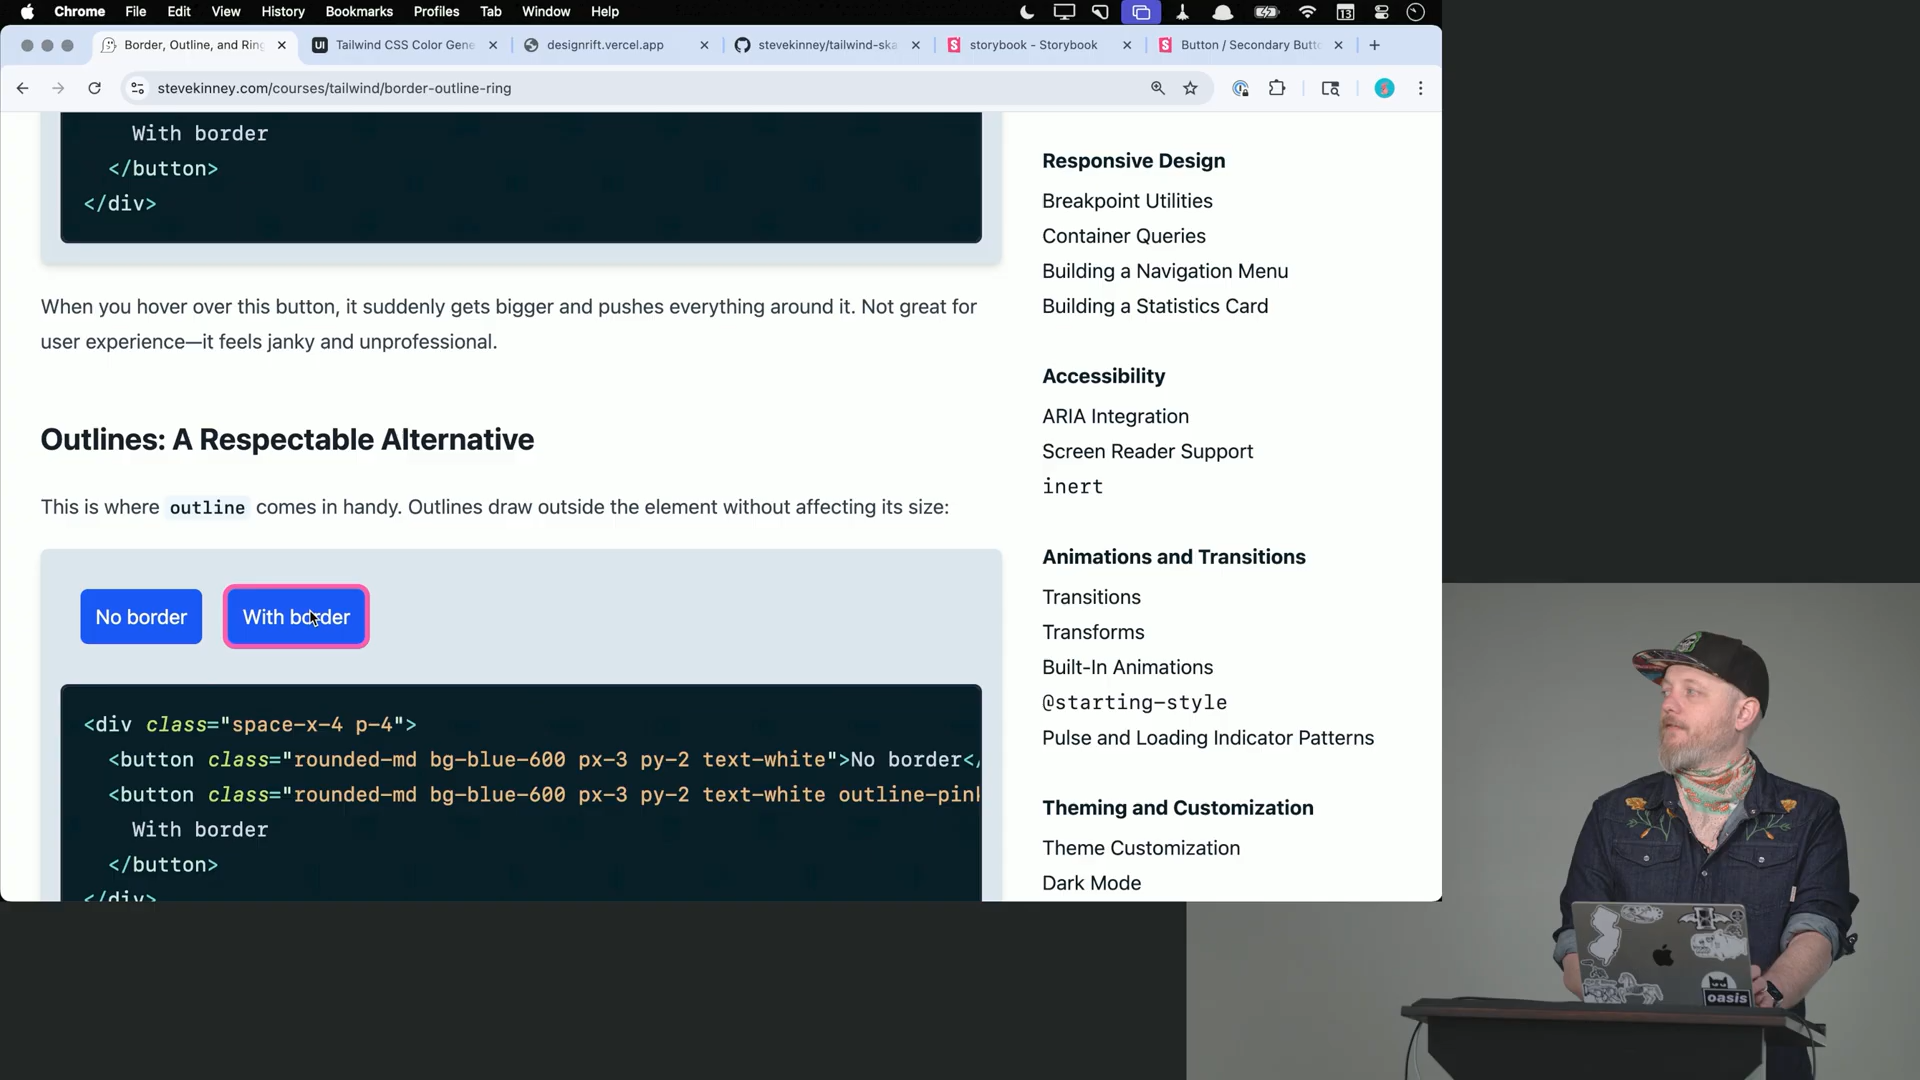 Chrome File Edit View History Bookmarks Profiles Tab Window Help
13
Border, Outline, and Ring
UI Tailwind CSS Color Gene
designrift.vercel.app
stevekinney/tailwind-ska
storybook - Storybook
Button / Secondary Butto
stevekinney.com/courses/tailwind/border-outline-ring
With border
</button>
</div>
When you hover over this button, it suddenly gets bigger and pushes everything around it. Not great for
user experience—it feels janky and unprofessional.
Outlines: A Respectable Alternative
This is where outline comes in handy. Outlines draw outside the element without affecting its size:
No border
With border
<div class="space-x-4 p-4">
<button class="rounded-md bg-blue-600 px-3 py-2 text-white">No border</
<button class="rounded-md bg-blue-600 px-3 py-2 text-white outline-pink
With border
</button>
</div>
Responsive Design
Breakpoint Utilities
Container Queries
Building a Navigation Menu
Building a Statistics Card
Accessibility
ARIA Integration
Screen Reader Support
inert
Animations and Transitions
Transitions
Transforms
Built-In Animations
@starting-style
Pulse and Loading Indicator Patterns
Theming and Customization
Theme Customization
Dark Mode
oasis